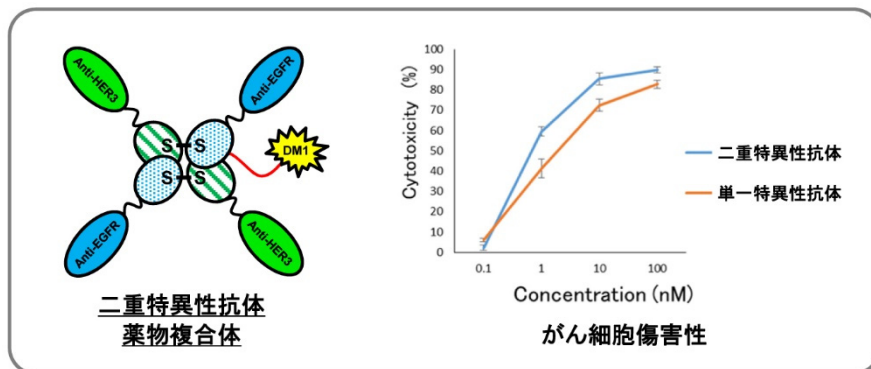 Anti-HER3
Anti-EGFR
S-S
DM1
S-S
Anti-EGFR
Anti-HER3
二重特異性抗体
薬物複合体
Cytotoxicity (%)
100
90
80
70
60
50
40
30
20
10
0
0.1 1 10 100
Concentration (nM)
二重特異性抗体
単一特異性抗体
がん細胞傷害性